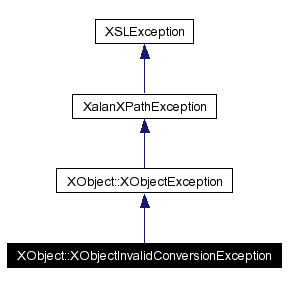 XSLException
XalanXPathException
XObject::XObjectException
XObject::XObjectInvalidConversionException